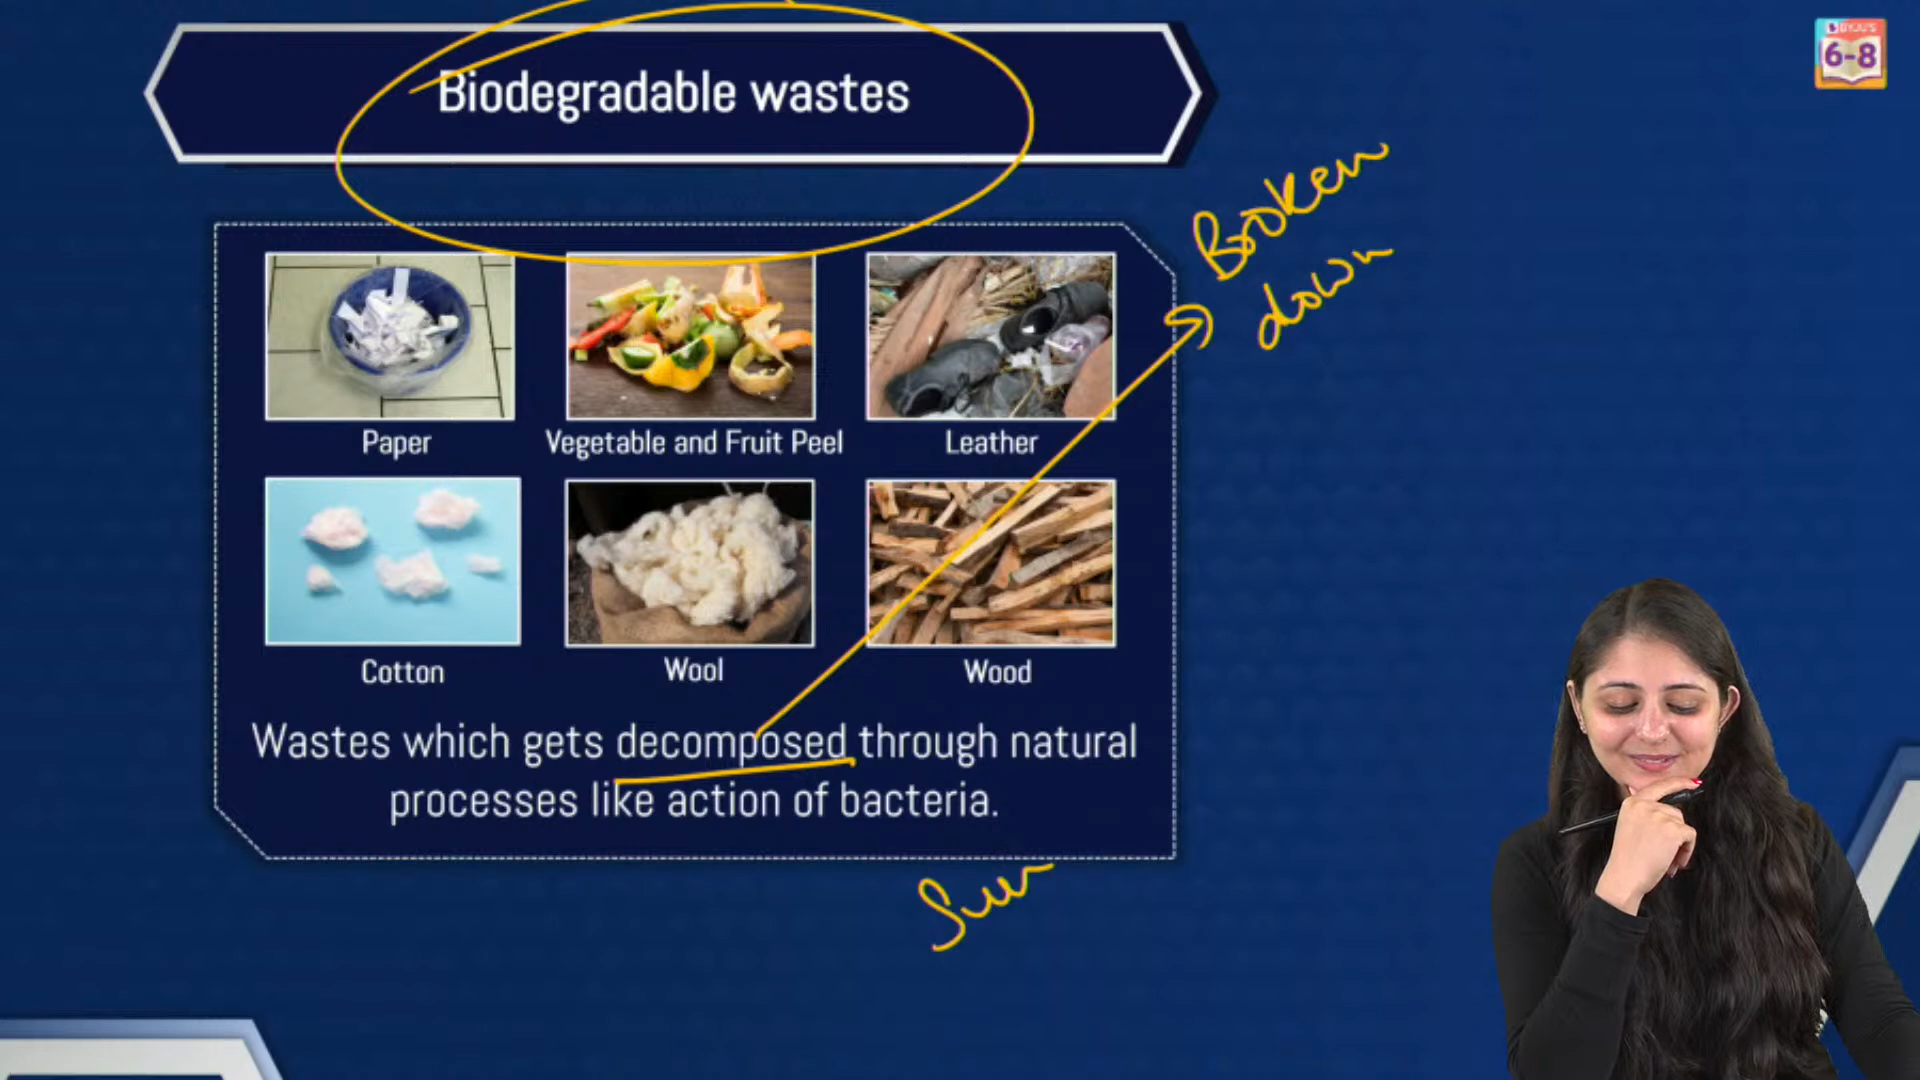 Biodegradable wastes
BYJU'S
6-8
Broken
down
Paper
Vegetable and Fruit Peel
Leather
Cotton
Wool
Wood
Wastes which gets decomposed through natural
processes like action of bacteria.